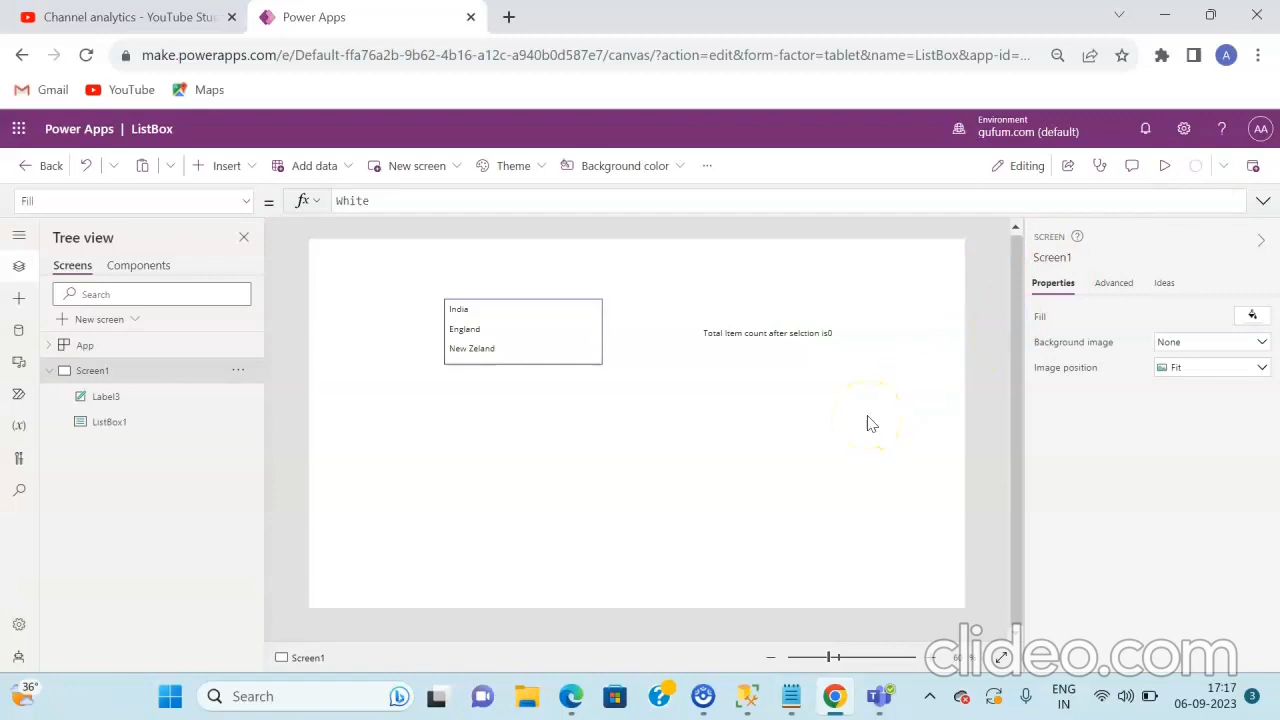 Channel analytics - YouTube Stu
Power Apps
make.powerapps.com/e/Default-ffa76a2b-9b62-4b16-a12c-a940b0d587e7/canvas/?action=edit&form-factor=tablet&name=ListBox&app-id=...
A
Gmail
YouTube
Maps
Power Apps | ListBox
Environment
qufum.com (default)
AA
Back
Insert
Add data
New screen
Theme
Background color
Editing
Fill
=
fx
White
Tree view
Screens
Components
Search
New screen
App
Screen1
Label3
ListBox1
India
England
New Zeland
Total Item count after selction is0
SCREEN
Screen1
Properties
Advanced
Ideas
Fill
Background image
None
Image position
Fit
Screen1
clideo.com
36°
Search
ENG
IN
17:17
06-09-2023
3